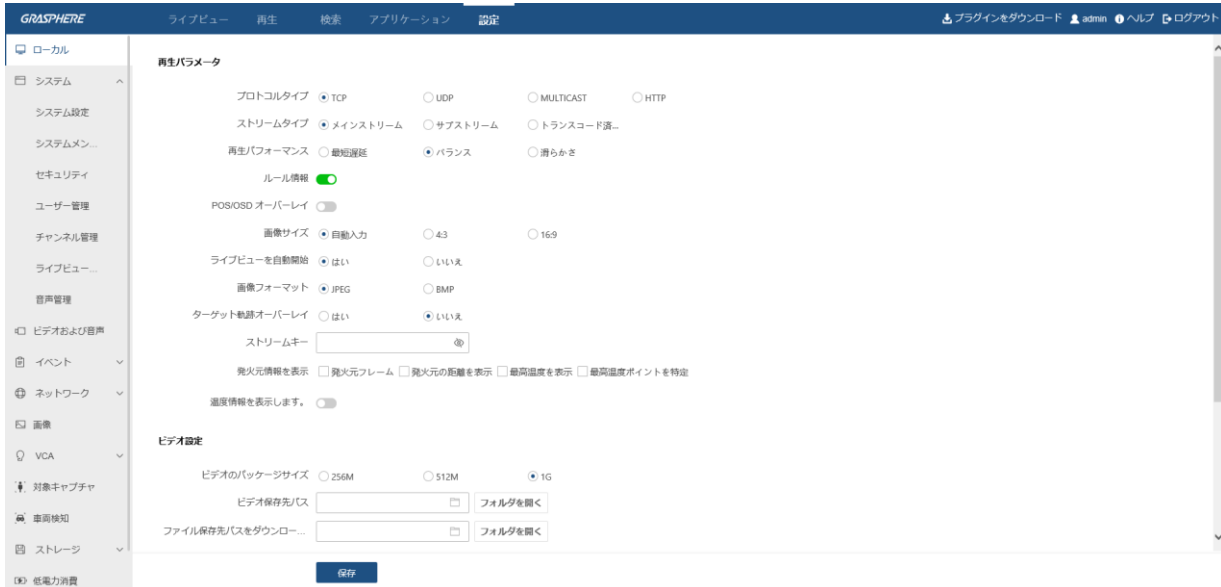 GRASPHERE ライブビュー 再生 検索 アプリケーション 設定 プラグインをダウンロード admin ヘルプ ログアウト
ローカル
システム
システム設定
システムメン...
セキュリティ
ユーザー管理
チャンネル管理
ライブビュー...
音声管理
ビデオおよび音声
イベント
ネットワーク
画像
VCA
対象キャプチャ
車両検知
ストレージ
低電力消費
再生パラメータ
プロトコルタイプ TCP UDP MULTICAST HTTP
ストリームタイプ メインストリーム サブストリーム トランスコード済...
再生パフォーマンス 最短遅延 バランス 滑らかさ
ルール情報
POS/OSD オーバーレイ
画像サイズ 自動入力 4:3 16:9
ライブビューを自動開始 はい いいえ
画像フォーマット JPEG BMP
ターゲット軌跡オーバーレイ はい いいえ
ストリームキー
発火元情報を表示 発火元フレーム 発火元の距離を表示 最高温度を表示 最高温度ポイントを特定
温度情報を表示します。
ビデオ設定
ビデオのパッケージサイズ 256M 512M 1G
ビデオ保存先パス フォルダを開く
ファイル保存先パスをダウンロー... フォルダを開く
保存